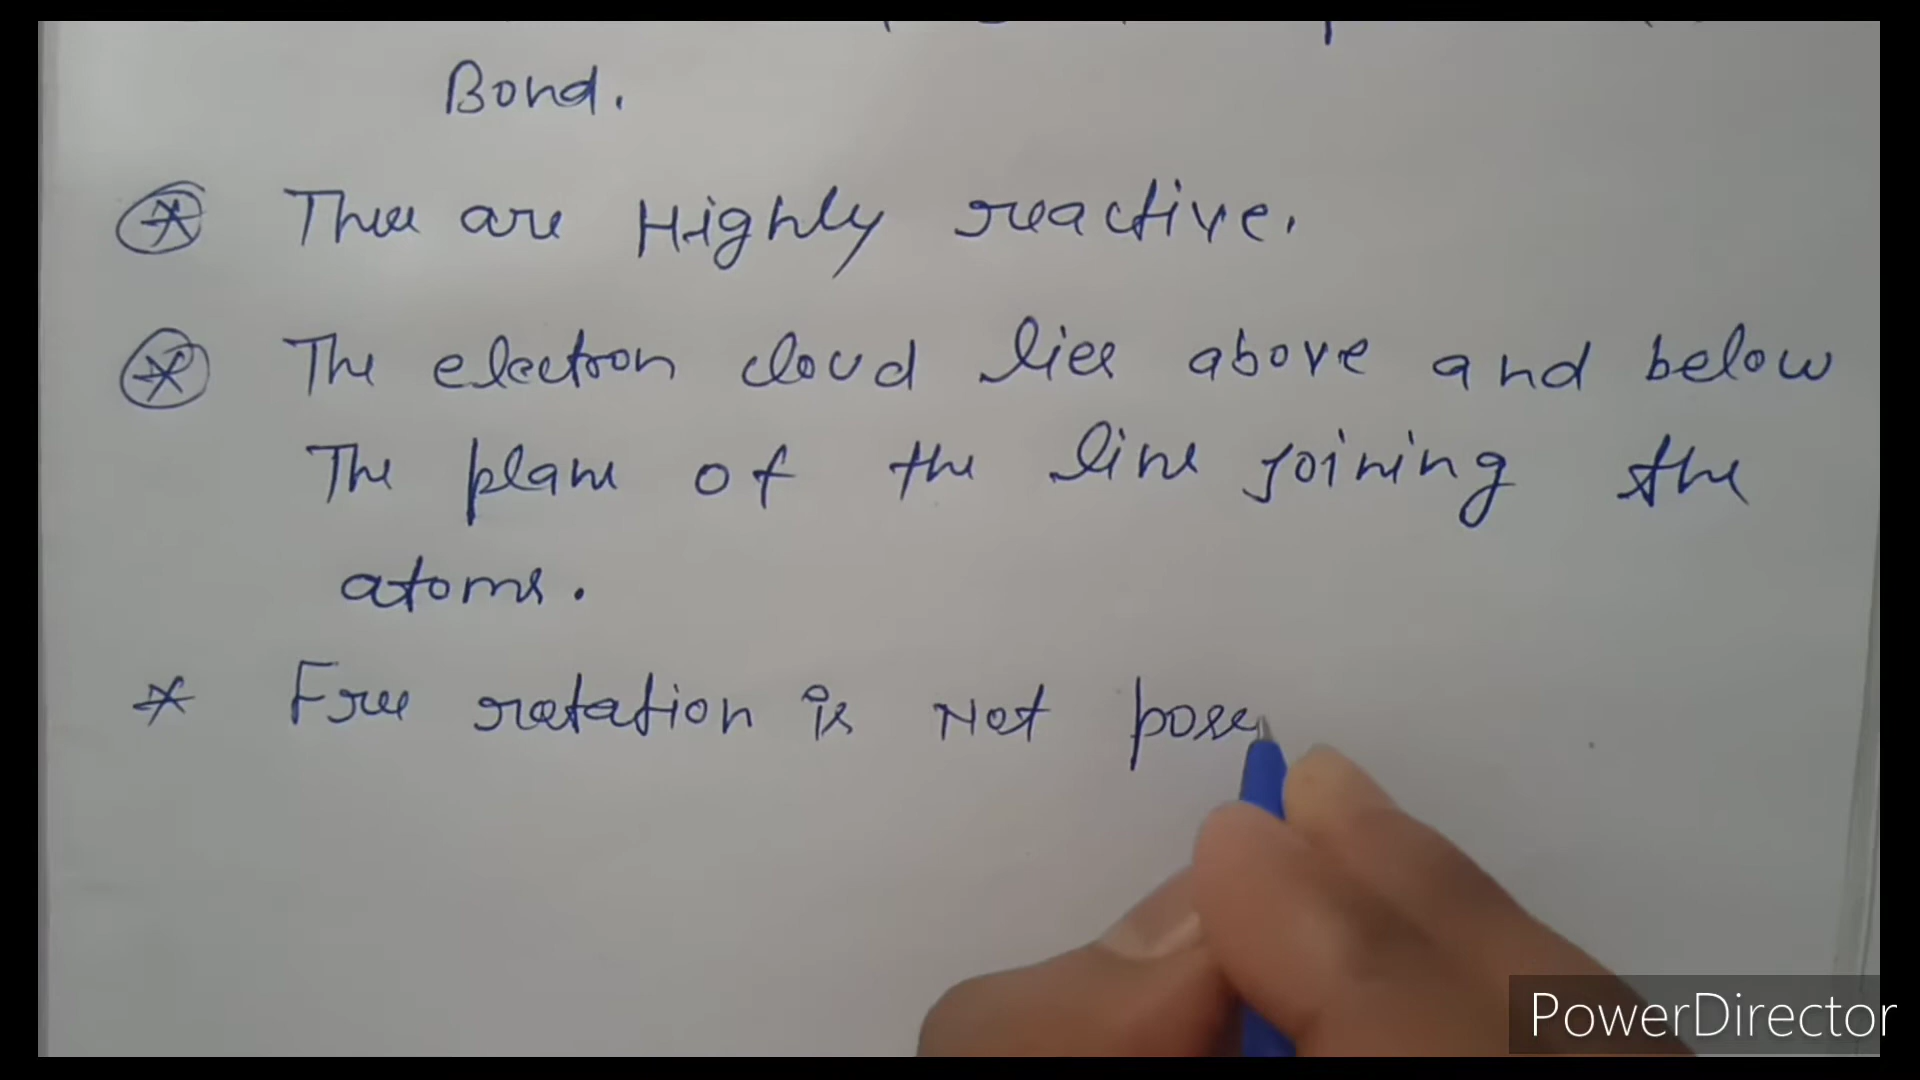 Bond.
These are Highly reactive.
The electron cloud lies above and below
The plane of the line joining the
atoms.
* Free rotation is Not poss
PowerDirector